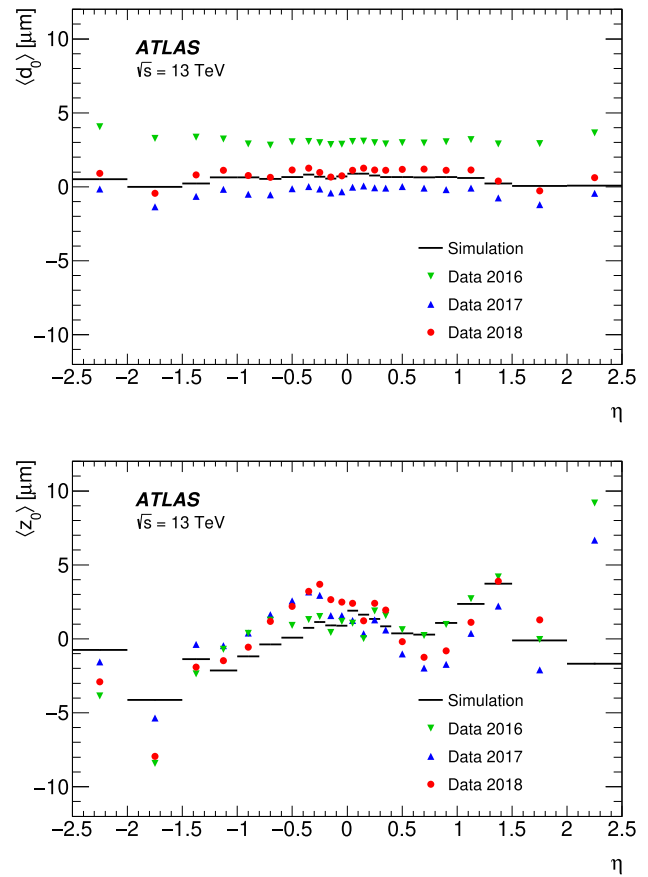 ⟨d₀⟩ [μm]
10
5
0
−5
−10
ATLAS
√s = 13 TeV
Simulation
Data 2016
Data 2017
Data 2018
−2.5 −2 −1.5 −1 −0.5 0 0.5 1 1.5 2 2.5
η
⟨z₀⟩ [μm]
10
5
0
−5
−10
ATLAS
√s = 13 TeV
Simulation
Data 2016
Data 2017
Data 2018
−2.5 −2 −1.5 −1 −0.5 0 0.5 1 1.5 2 2.5
η